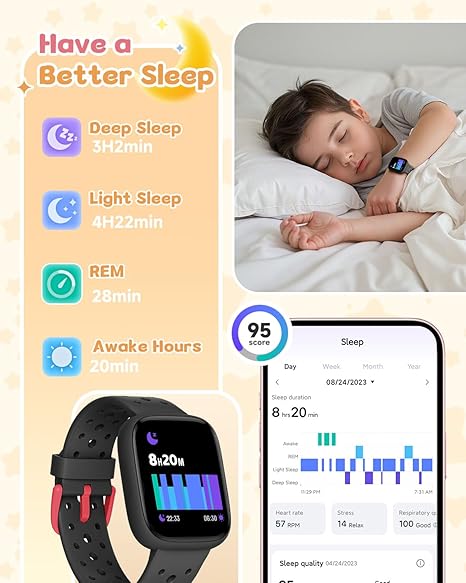 Have a
Better Sleep
Deep Sleep
3H2min
Light Sleep
4H22min
REM
28min
Awake Hours
20min
8H20M
22:33
06:30
95
score
Sleep
Day
Week
Month
Year
08/24/2023
Sleep duration
8 hrs 20 min
Awake
REM
Light Sleep
Deep Sleep
11:29 PM
7:31 AM
Heart rate
57 RPM
Stress
14 Relax
Respiratory q
100 Good
Sleep quality 04/24/2023
Good